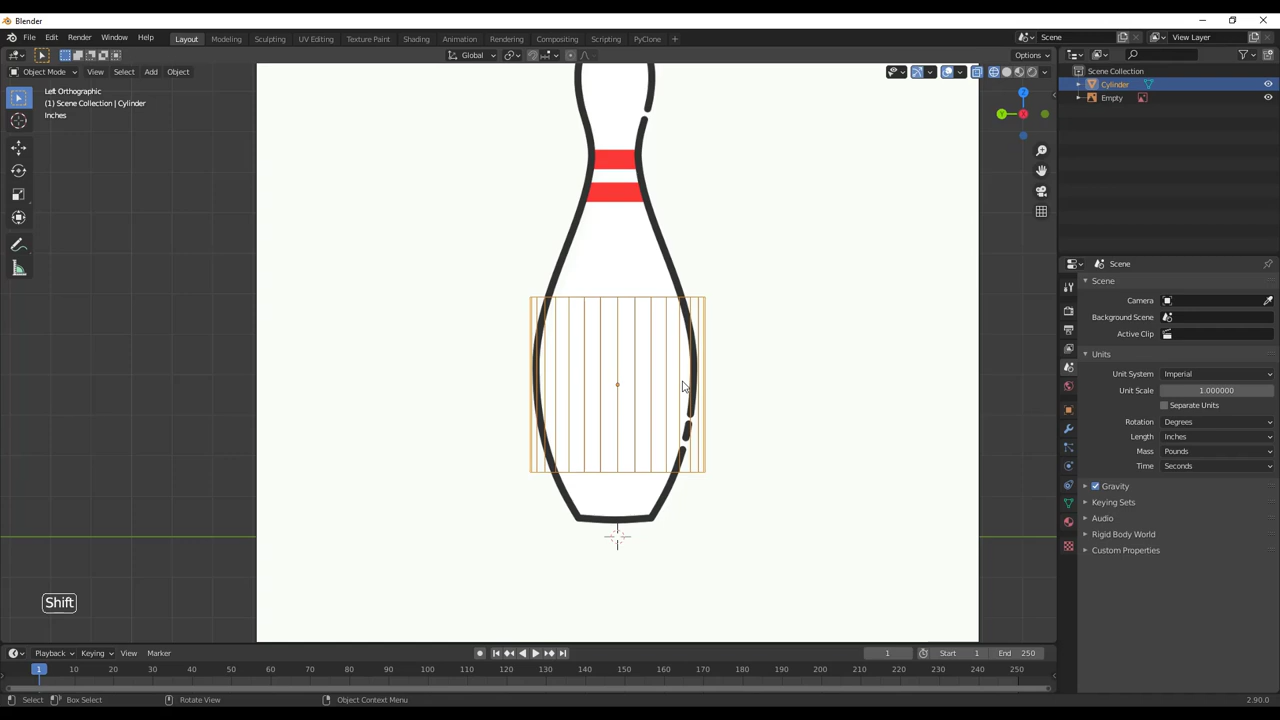 Blender
File Edit Render Window Help
Layout Modeling Sculpting UV Editing Texture Paint Shading Animation Rendering Compositing Scripting PyClone +
Scene
View Layer
Global
Options
Object Mode View Select Add Object
Left Orthographic
(1) Scene Collection | Cylinder
Inches
Z
Y
X
Scene Collection
Cylinder
Empty
Scene
Scene
Camera
Background Scene
Active Clip
Units
Unit System Imperial
Unit Scale 1.000000
Separate Units
Rotation Degrees
Length Inches
Mass Pounds
Time Seconds
Gravity
Keying Sets
Audio
Rigid Body World
Custom Properties
Shift
Playback Keying View Marker
1 Start 1 End 250
1 10 20 30 40 50 60 70 80 90 100 110 120 130 140 150 160 170 180 190 200 210 220 230 240 250
Select Box Select Rotate View Object Context Menu 2.90.0